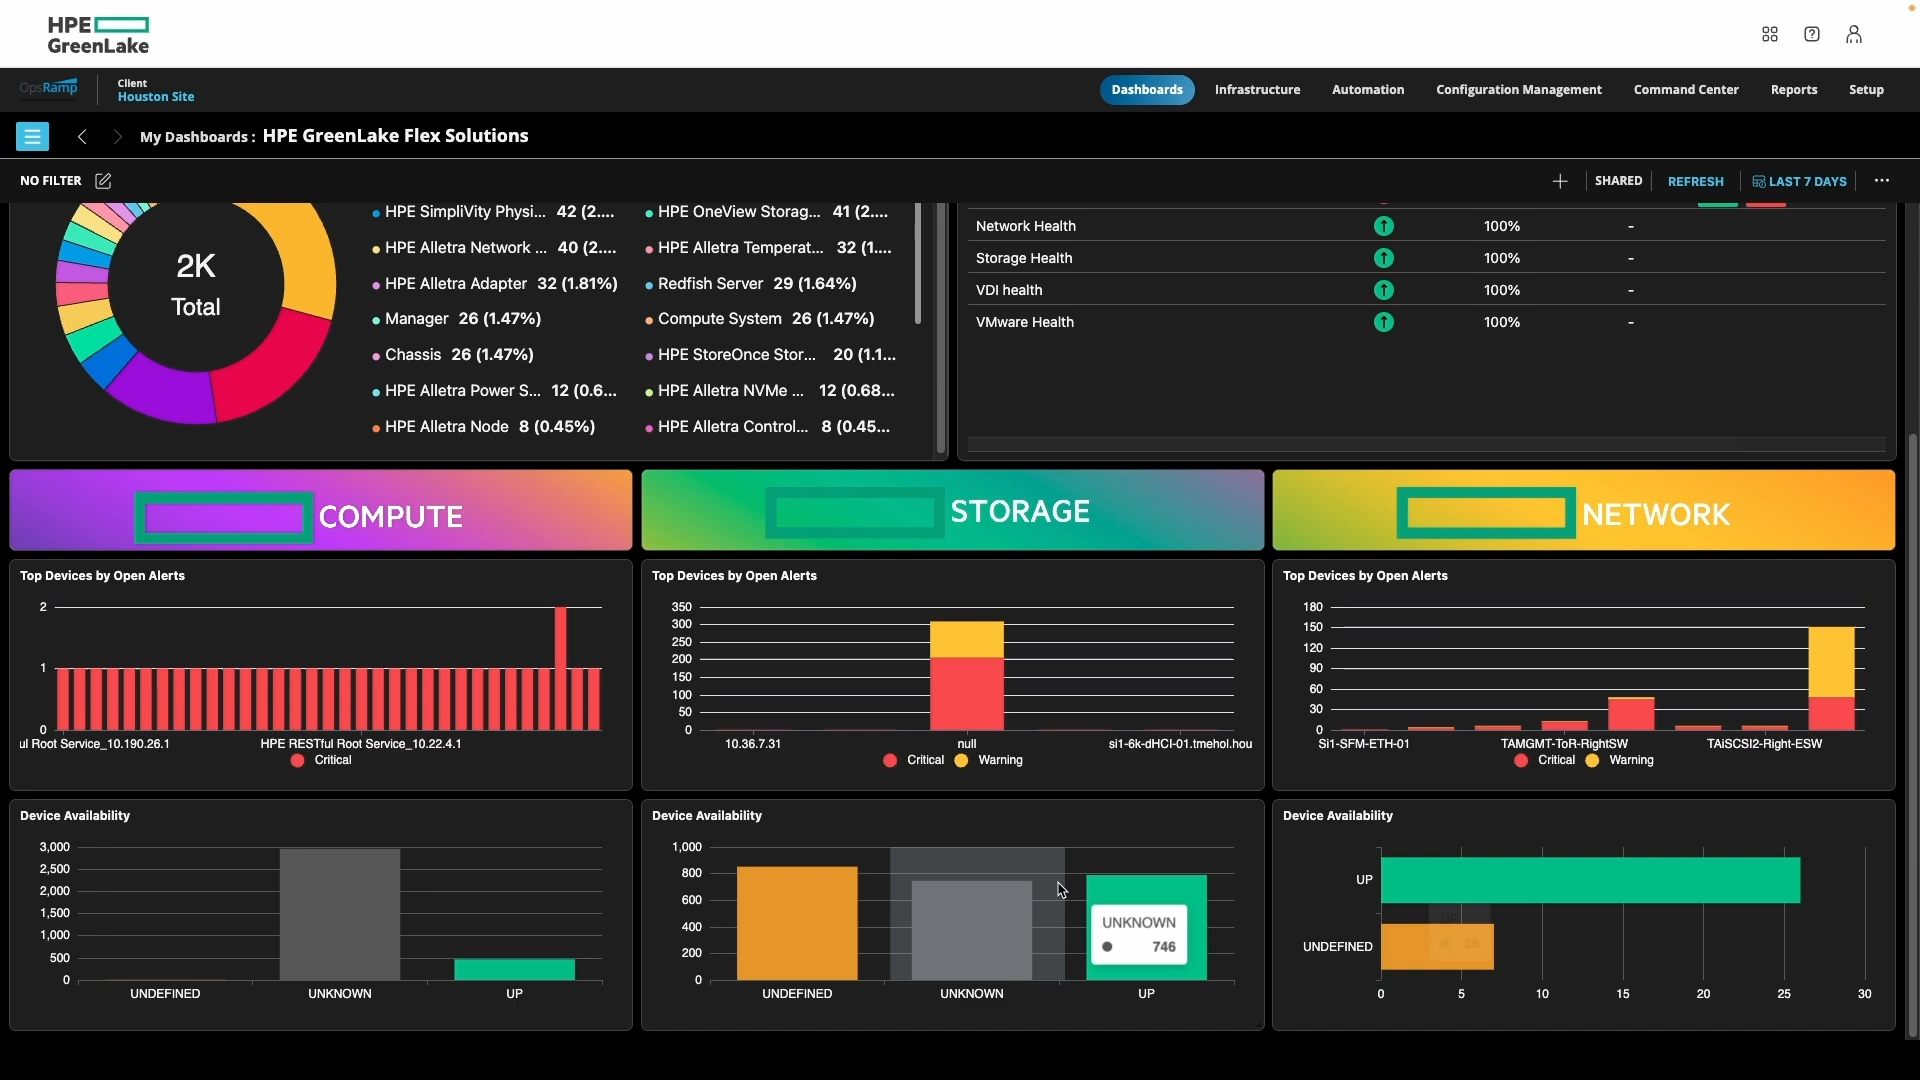 HPE
GreenLake
OpsRamp
Client
Houston Site
Dashboards Infrastructure Automation Configuration Management Command Center Reports Setup
My Dashboards : HPE GreenLake Flex Solutions
NO FILTER
SHARED REFRESH LAST 7 DAYS
2K
Total
HPE SimpliVity Physi... 42 (2....
HPE OneView Storag... 41 (2....
HPE Alletra Network ... 40 (2....
HPE Alletra Temperat... 32 (1....
HPE Alletra Adapter 32 (1.81%)
Redfish Server 29 (1.64%)
Manager 26 (1.47%)
Compute System 26 (1.47%)
Chassis 26 (1.47%)
HPE StoreOnce Stor... 20 (1.1...
HPE Alletra Power S... 12 (0.6...
HPE Alletra NVMe ... 12 (0.68...
HPE Alletra Node 8 (0.45%)
HPE Alletra Control... 8 (0.45...
Network Health 100% -
Storage Health 100% -
VDI health 100% -
VMware Health 100% -
COMPUTE
STORAGE
NETWORK
Top Devices by Open Alerts
2
1
0
ul Root Service_10.190.26.1 HPE RESTful Root Service_10.22.4.1
Critical
Top Devices by Open Alerts
350
300
250
200
150
100
50
0
10.36.7.31 null si1-6k-dHCI-01.tmehol.hou
Critical Warning
Top Devices by Open Alerts
180
150
120
90
60
30
0
Si1-SFM-ETH-01 TAMGMT-ToR-RightSW TAiSCSI2-Right-ESW
Critical Warning
Device Availability
3,000
2,500
2,000
1,500
1,000
500
0
UNDEFINED UNKNOWN UP
Device Availability
1,000
800
600
400
200
0
UNDEFINED UNKNOWN UP
UNKNOWN
746
Device Availability
UP
UNDEFINED
UP
26
0 5 10 15 20 25 30